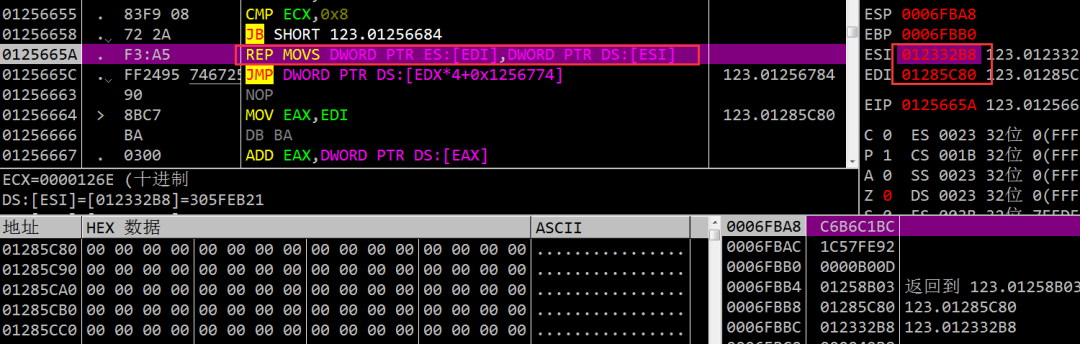 01256655 . 83F9 08 CMP ECX,0x8
01256658 .⌄ 72 2A JB SHORT 123.01256684
0125665A . F3:A5 REP MOVS DWORD PTR ES:[EDI],DWORD PTR DS:[ESI]
0125665C .⌄ FF2495 746725 JMP DWORD PTR DS:[EDX*4+0x1256774] 123.01256784
01256663 90 NOP
01256664 > 8BC7 MOV EAX,EDI 123.01285C80
01256666 BA DB BA
01256667 . 0300 ADD EAX,DWORD PTR DS:[EAX]
ECX=0000126E (十进制
DS:[ESI]=[012332B8]=305FEB21
ESP 0006FBA8
EBP 0006FBB0
ESI 012332B8 123.012332
EDI 01285C80 123.01285C
EIP 0125665A 123.012566
C 0 ES 0023 32位 0(FFF
P 1 CS 001B 32位 0(FFF
A 0 SS 0023 32位 0(FFF
Z 0 DS 0023 32位 0(FFF
地址 HEX 数据 ASCII
01285C80 00 00 00 00 00 00 00 00 00 00 00 00 00 00 00 00 ................
01285C90 00 00 00 00 00 00 00 00 00 00 00 00 00 00 00 00 ................
01285CA0 00 00 00 00 00 00 00 00 00 00 00 00 00 00 00 00 ................
01285CB0 00 00 00 00 00 00 00 00 00 00 00 00 00 00 00 00 ................
01285CC0 00 00 00 00 00 00 00 00 00 00 00 00 00 00 00 00 ................
0006FBA8 C6B6C1BC
0006FBAC 1C57FE92
0006FBB0 0000B00D
0006FBB4 01258B03 返回到 123.01258B03
0006FBB8 01285C80 123.01285C80
0006FBBC 012332B8 123.012332B8